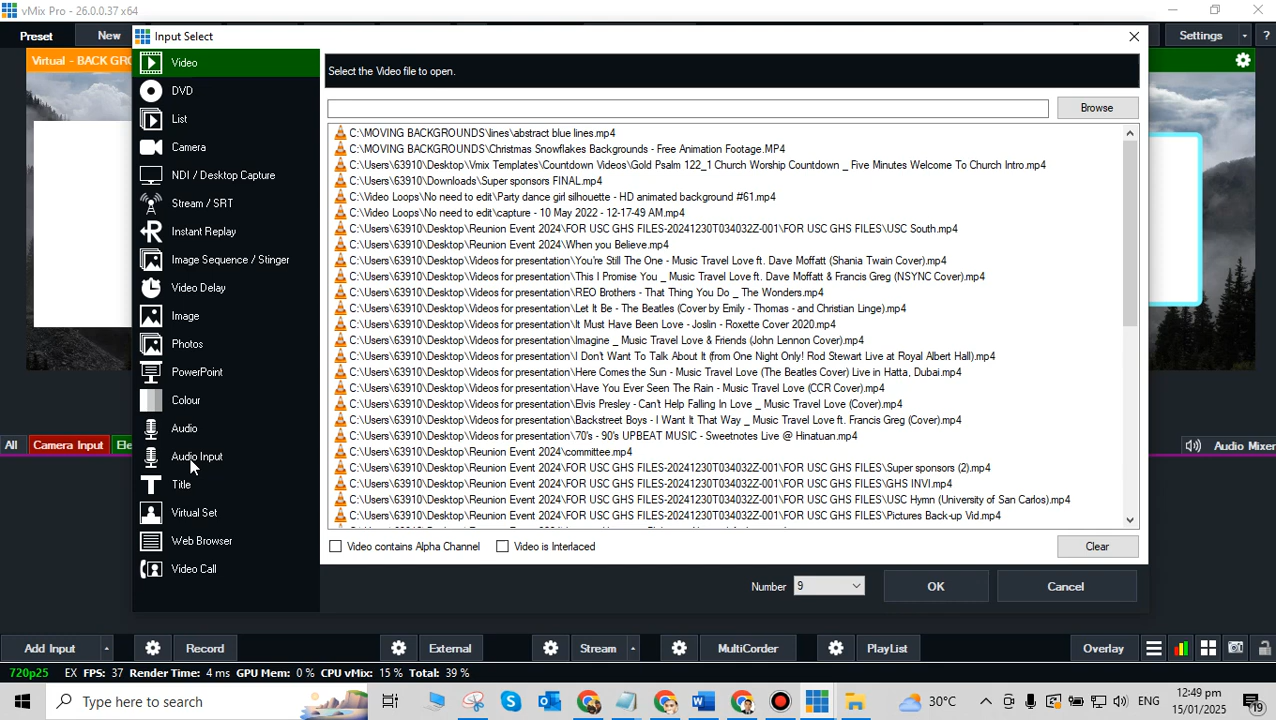 vMix Pro - 26.0.0.37 x64
Preset
New
Settings
?
Virtual - BACK GR
Input Select
Video
DVD
List
Camera
NDI / Desktop Capture
Stream / SRT
Instant Replay
Image Sequence / Stinger
Video Delay
Image
Photos
PowerPoint
Colour
Audio
Audio Input
Title
Virtual Set
Web Browser
Video Call
Select the Video file to open.
Browse
C:\MOVING BACKGROUNDS\lines\abstract blue lines.mp4
C:\MOVING BACKGROUNDS\Christmas Snowflakes Backgrounds - Free Animation Footage.MP4
C:\Users\63910\Desktop\Vmix Templates\Countdown Videos\Gold Psalm 122_1 Church Worship Countdown _ Five Minutes Welcome To Church Intro.mp4
C:\Users\63910\Downloads\Super sponsors FINAL.mp4
C:\Video Loops\No need to edit\Party dance girl silhouette - HD animated background #61.mp4
C:\Video Loops\No need to edit\capture - 10 May 2022 - 12-17-49 AM.mp4
C:\Users\63910\Desktop\Reunion Event 2024\FOR USC GHS FILES-20241230T034032Z-001\FOR USC GHS FILES\USC South.mp4
C:\Users\63910\Desktop\Reunion Event 2024\When you Believe.mp4
C:\Users\63910\Desktop\Videos for presentation\You're Still The One - Music Travel Love ft. Dave Moffatt (Shania Twain Cover).mp4
C:\Users\63910\Desktop\Videos for presentation\This I Promise You _ Music Travel Love ft. Dave Moffatt & Francis Greg (NSYNC Cover).mp4
C:\Users\63910\Desktop\Videos for presentation\REO Brothers - That Thing You Do _ The Wonders.mp4
C:\Users\63910\Desktop\Videos for presentation\Let It Be - The Beatles (Cover by Emily - Thomas - and Christian Linge).mp4
C:\Users\63910\Desktop\Videos for presentation\It Must Have Been Love - Joslin - Roxette Cover 2020.mp4
C:\Users\63910\Desktop\Videos for presentation\Imagine _ Music Travel Love & Friends (John Lennon Cover).mp4
C:\Users\63910\Desktop\Videos for presentation\I Don't Want To Talk About It (from One Night Only! Rod Stewart Live at Royal Albert Hall).mp4
C:\Users\63910\Desktop\Videos for presentation\Here Comes the Sun - Music Travel Love (The Beatles Cover) Live in Hatta, Dubai.mp4
C:\Users\63910\Desktop\Videos for presentation\Have You Ever Seen The Rain - Music Travel Love (CCR Cover).mp4
C:\Users\63910\Desktop\Videos for presentation\Elvis Presley - Can't Help Falling In Love _ Music Travel Love (Cover).mp4
C:\Users\63910\Desktop\Videos for presentation\Backstreet Boys - I Want It That Way _ Music Travel Love ft. Francis Greg (Cover).mp4
C:\Users\63910\Desktop\Videos for presentation\70's - 90's UPBEAT MUSIC - Sweetnotes Live @ Hinatuan.mp4
C:\Users\63910\Desktop\Reunion Event 2024\committee.mp4
C:\Users\63910\Desktop\Reunion Event 2024\FOR USC GHS FILES-20241230T034032Z-001\FOR USC GHS FILES\Super sponsors (2).mp4
C:\Users\63910\Desktop\Reunion Event 2024\FOR USC GHS FILES-20241230T034032Z-001\FOR USC GHS FILES\GHS INVI.mp4
C:\Users\63910\Desktop\Reunion Event 2024\FOR USC GHS FILES-20241230T034032Z-001\FOR USC GHS FILES\USC Hymn (University of San Carlos).mp4
C:\Users\63910\Desktop\Reunion Event 2024\FOR USC GHS FILES-20241230T034032Z-001\FOR USC GHS FILES\Pictures Back-up Vid.mp4
Video contains Alpha Channel
Video is Interlaced
Clear
Number
9
OK
Cancel
All
Camera Input
Ele
Audio Mixer
Add Input
Record
External
Stream
MultiCorder
PlayList
Overlay
720p25 EX FPS: 37 Render Time: 4 ms GPU Mem: 0 % CPU vMix: 15 % Total: 39 %
Type here to search
30°C
ENG
12:49 pm
15/01/2025
19